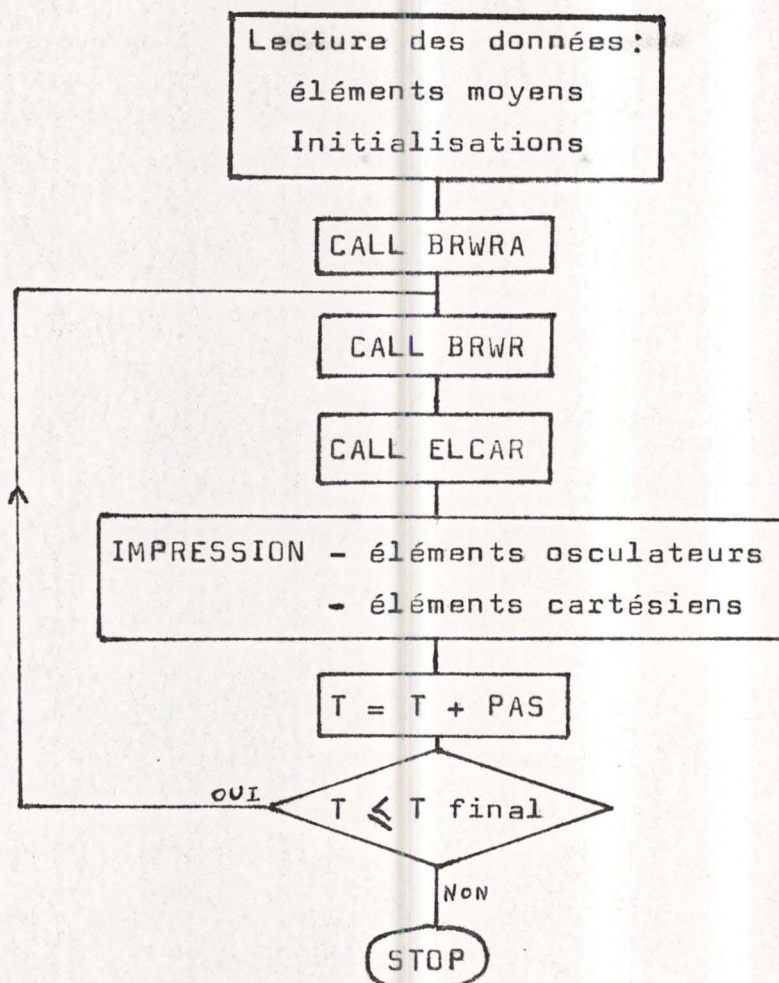 Lecture des données:
éléments moyens
Initialisations
CALL BRWRA
CALL BRWR
CALL ELCAR
IMPRESSION - éléments osculateurs
- éléments cartésiens
T = T + PAS
OUI
T ⩽ T final
NON
STOP